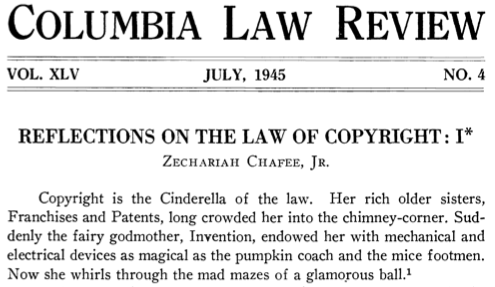 COLUMBIA LAW REVIEW
VOL. XLV JULY, 1945 NO. 4
REFLECTIONS ON THE LAW OF COPYRIGHT: I*
ZECHARIAH CHAFEE, JR.
Copyright is the Cinderella of the law. Her rich older sisters,
Franchises and Patents, long crowded her into the chimney-corner. Sud-
denly the fairy godmother, Invention, endowed her with mechanical and
electrical devices as magical as the pumpkin coach and the mice footmen.
Now she whirls through the mad mazes of a glamorous ball.¹